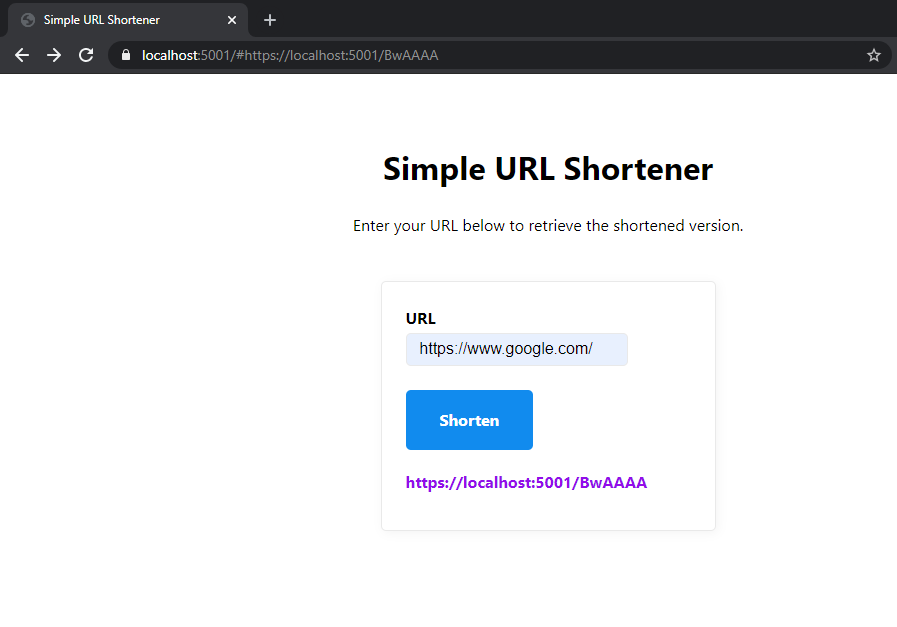 Simple URL Shortener
localhost:5001/#https://localhost:5001/BwAAAA
Simple URL Shortener
Enter your URL below to retrieve the shortened version.
URL
https://www.google.com/
Shorten
https://localhost:5001/BwAAAA